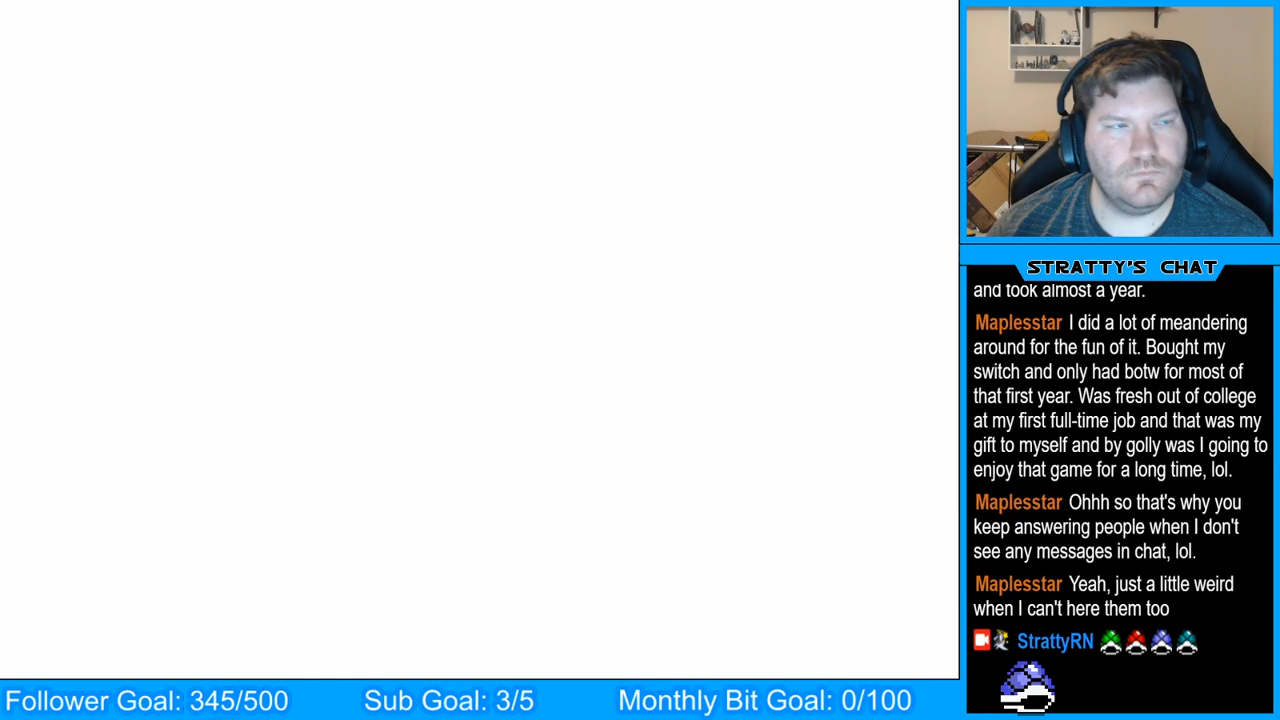 STRATTY'S CHAT
and took almost a year.
Maplesstar I did a lot of meandering
around for the fun of it. Bought my
switch and only had botw for most of
that first year. Was fresh out of college
at my first full-time job and that was my
gift to myself and by golly was I going to
enjoy that game for a long time, lol.
Maplesstar Ohhh so that's why you
keep answering people when I don't
see any messages in chat, lol.
Maplesstar Yeah, just a little weird
when I can't here them too
StrattyRN
Follower Goal: 345/500 Sub Goal: 3/5 Monthly Bit Goal: 0/100